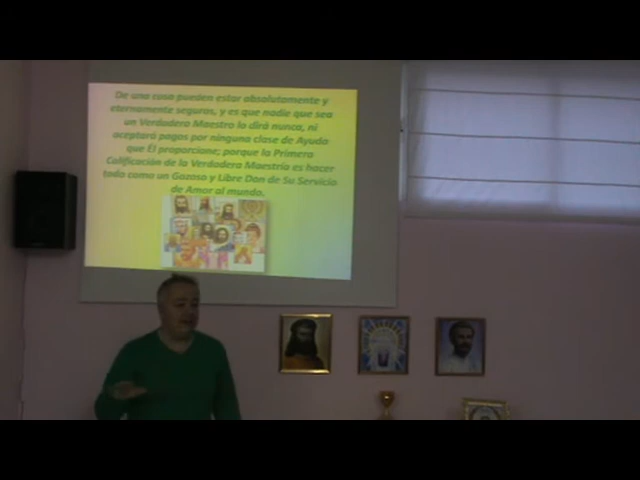 De una cosa pueden estar absolutamente y
eternamente seguros, y es que nadie que sea
un Verdadero Maestro lo dirá nunca, ni
aceptará pagos por ninguna clase de Ayuda
que Él proporcione; porque la Primera
Calificación de la Verdadera Maestría es hacer
todo como un Gozoso y Libre Don de Su Servicio
de Amor al mundo.